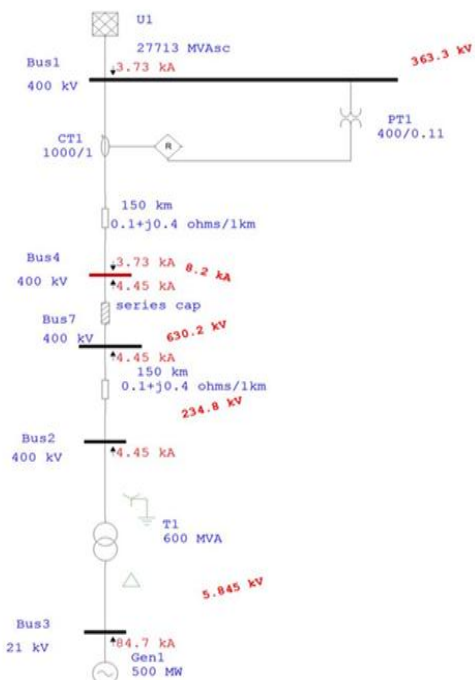 U1
27713 MVAsc
363.3 kV
Bus1
3.73 kA
400 kV
PT1
400/0.11
CT1
1000/1
R
150 km
0.1+j0.4 ohms/1km
Bus4
3.73 kA
8.2 kA
400 kV
4.45 kA
series cap
Bus7
630.2 kV
400 kV
4.45 kA
150 km
0.1+j0.4 ohms/1km
234.8 kV
Bus2
400 kV
4.45 kA
T1
600 MVA
5.845 kV
Bus3
84.7 kA
21 kV
Gen1
500 MW